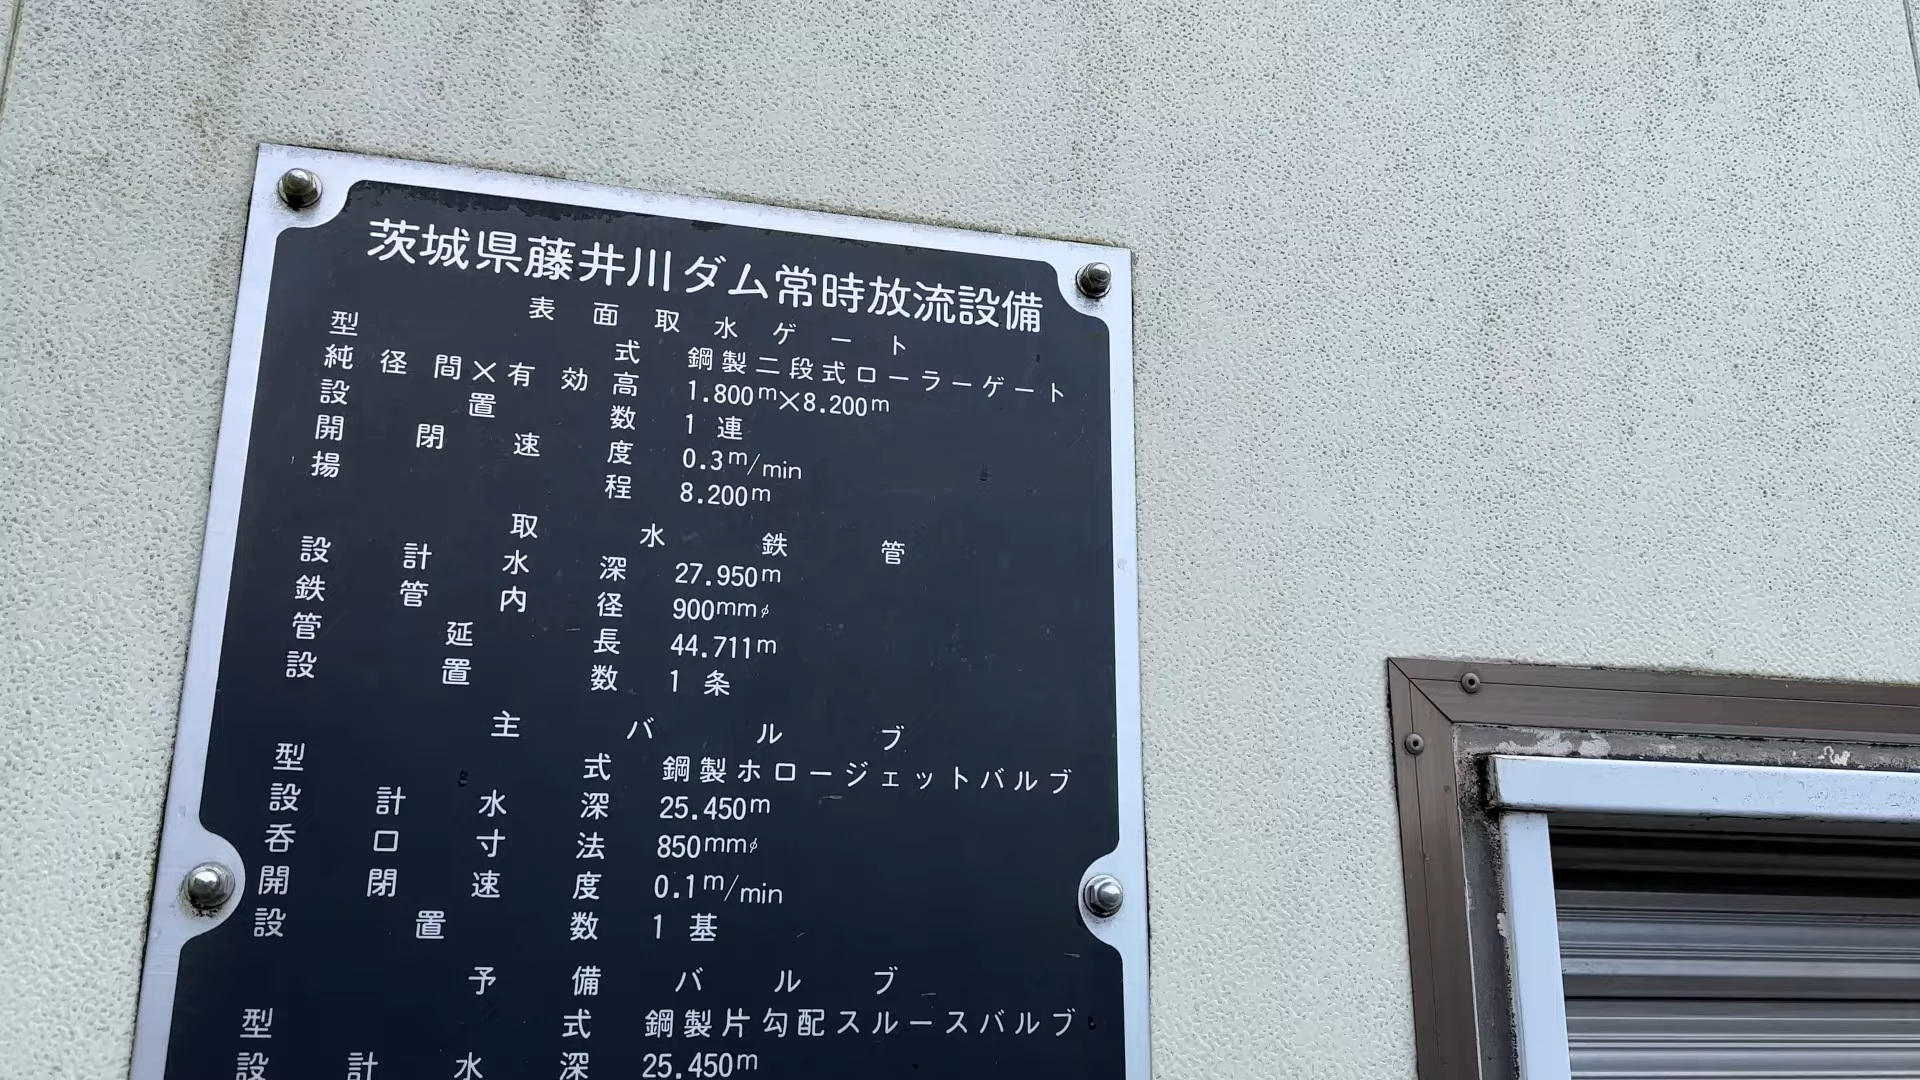 茨城県藤井川ダム常時放流設備
表面取水ゲート
型式 鋼製二段式ローラーゲート
純径間×有効高 1.800m×8.200m
設置数 1連
開閉速度 0.3m/min
揚程 8.200m
取水鉄管
設計水深 27.950m
鉄管内径 900mmφ
管延長 44.711m
設置数 1条
主バルブ
型式 鋼製ホロージェットバルブ
設計水深 25.450m
呑口寸法 850mmφ
開閉速度 0.1m/min
設置数 1基
予備バルブ
型式 鋼製片勾配スルースバルブ
設計水深 25.450m